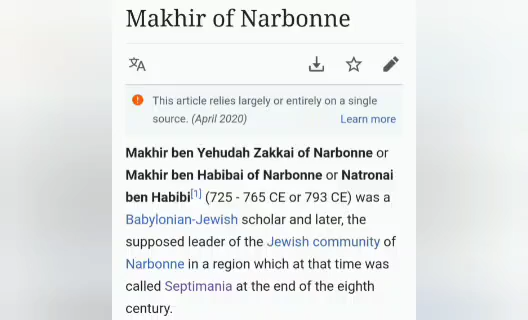 Makhir of Narbonne
This article relies largely or entirely on a single
source. (April 2020) Learn more
Makhir ben Yehudah Zakkai of Narbonne or
Makhir ben Habibai of Narbonne or Natronai
ben Habibi[1] (725 - 765 CE or 793 CE) was a
Babylonian-Jewish scholar and later, the
supposed leader of the Jewish community of
Narbonne in a region which at that time was
called Septimania at the end of the eighth
century.